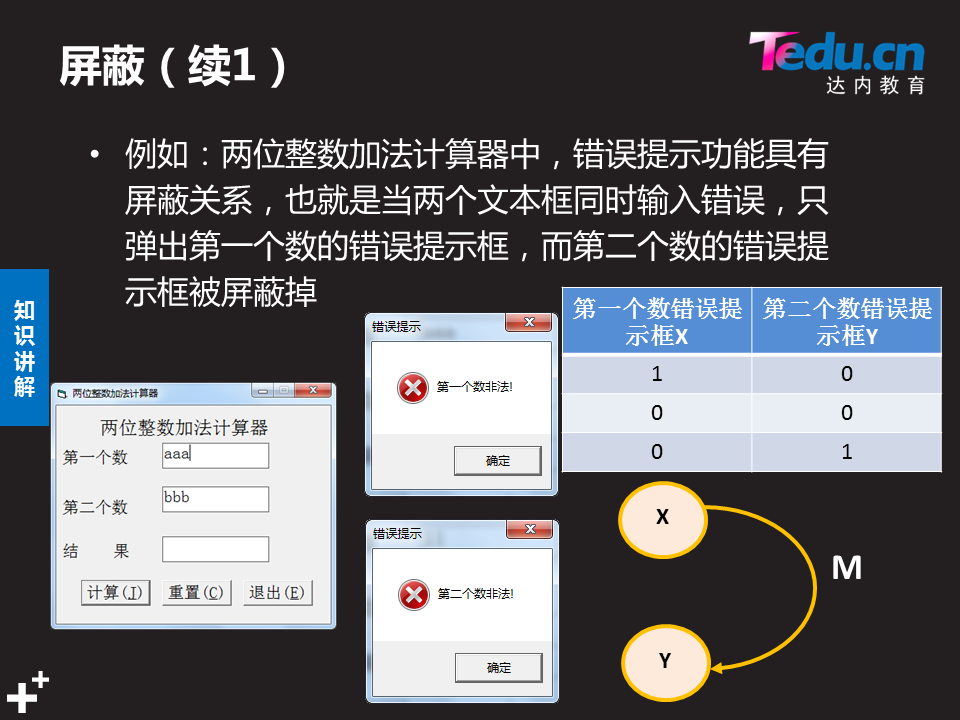 屏蔽（续1）
Tedu.cn
达内教育
• 例如：两位整数加法计算器中，错误提示功能具有
屏蔽关系，也就是当两个文本框同时输入错误，只
弹出第一个数的错误提示框，而第二个数的错误提
示框被屏蔽掉
知
识
讲
解
两位整数加法计算器
两位整数加法计算器
第一个数 aaa
第二个数 bbb
结 果
计算(J) 重置(C) 退出(E)
错误提示
第一个数非法!
确定
错误提示
第二个数非法!
确定
第一个数错误提 第二个数错误提
示框X 示框Y
1 0
0 0
0 1
X
M
Y